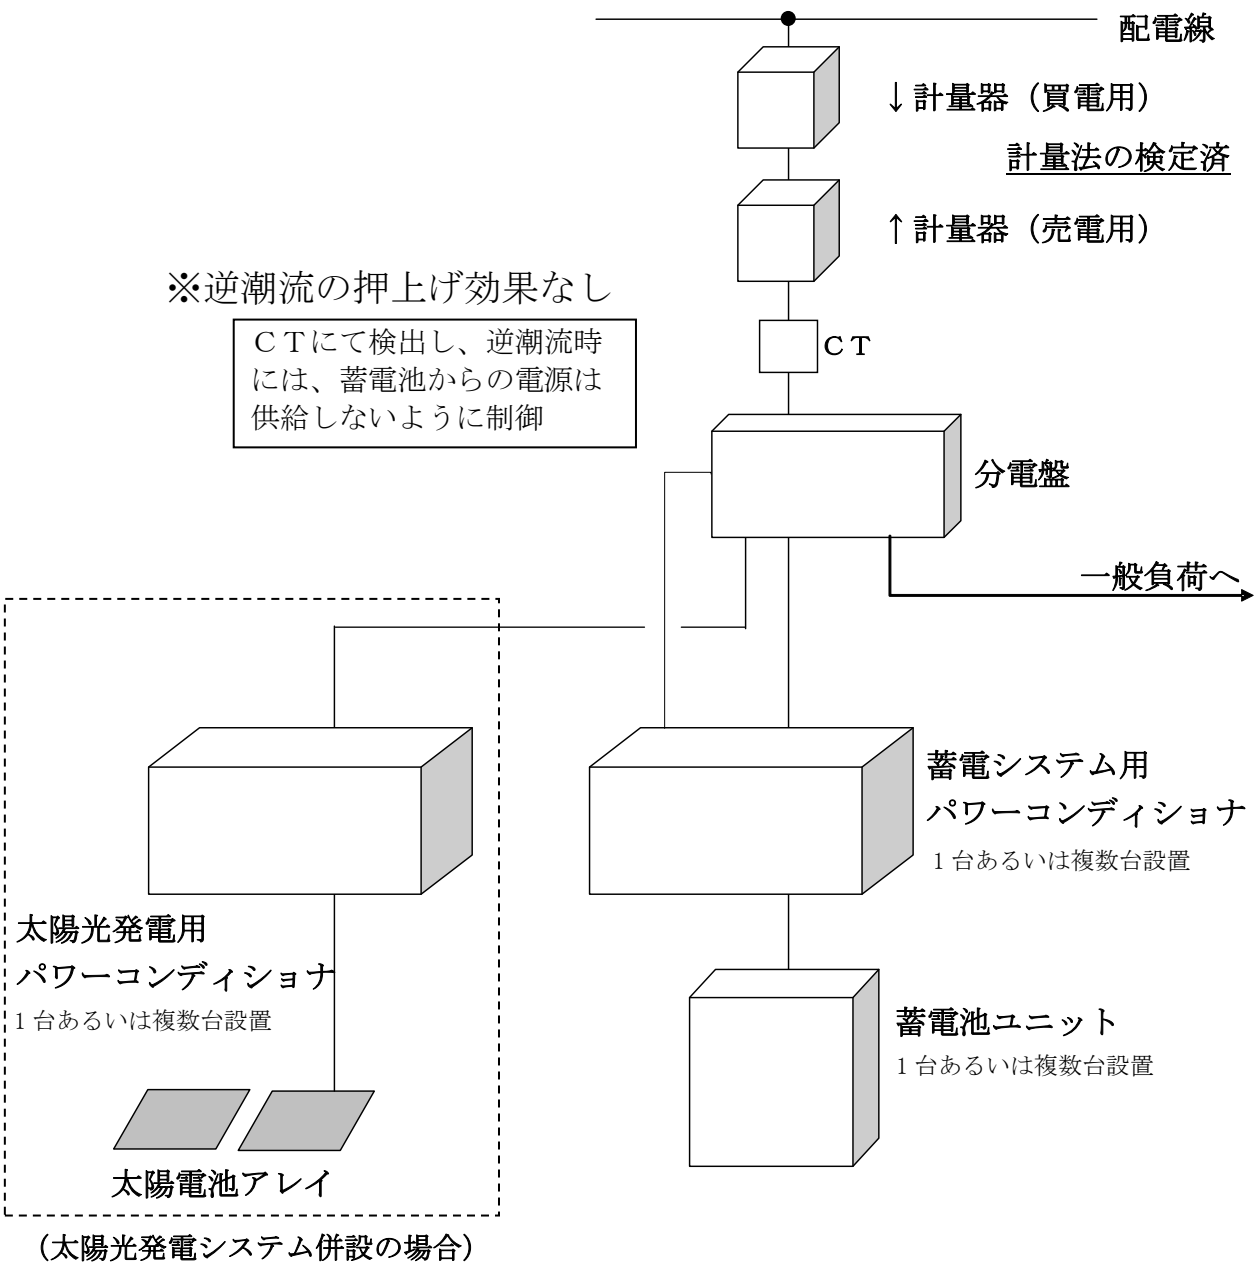 配電線
↓計量器（買電用）
計量法の検定済
↑計量器（売電用）
※逆潮流の押上げ効果なし
ＣＴにて検出し、逆潮流時
には、蓄電池からの電源は
供給しないように制御
ＣＴ
分電盤
一般負荷へ
蓄電システム用
パワーコンディショナ
１台あるいは複数台設置
太陽光発電用
パワーコンディショナ
１台あるいは複数台設置
蓄電池ユニット
１台あるいは複数台設置
太陽電池アレイ
（太陽光発電システム併設の場合）